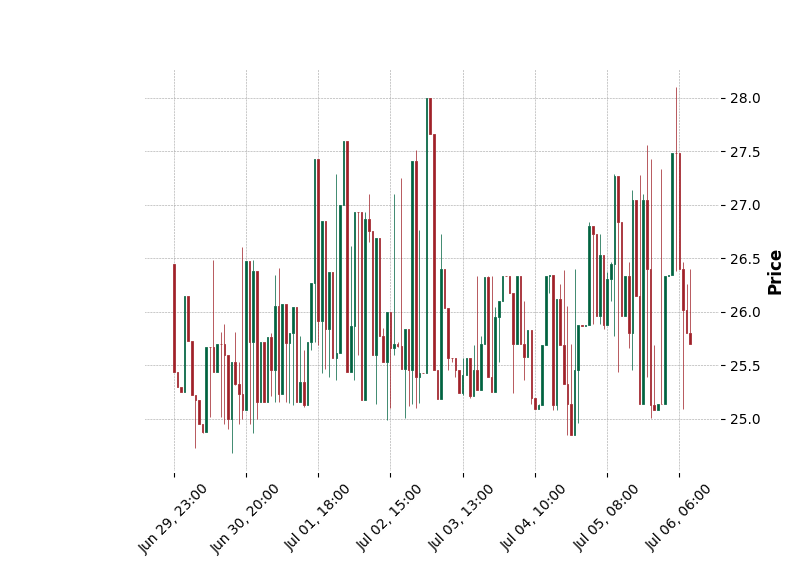 28.0
27.5
27.0
26.5
26.0
25.5
25.0
Price
Jun 29, 23:00
Jun 30, 20:00
Jul 01, 18:00
Jul 02, 15:00
Jul 03, 13:00
Jul 04, 10:00
Jul 05, 08:00
Jul 06, 06:00